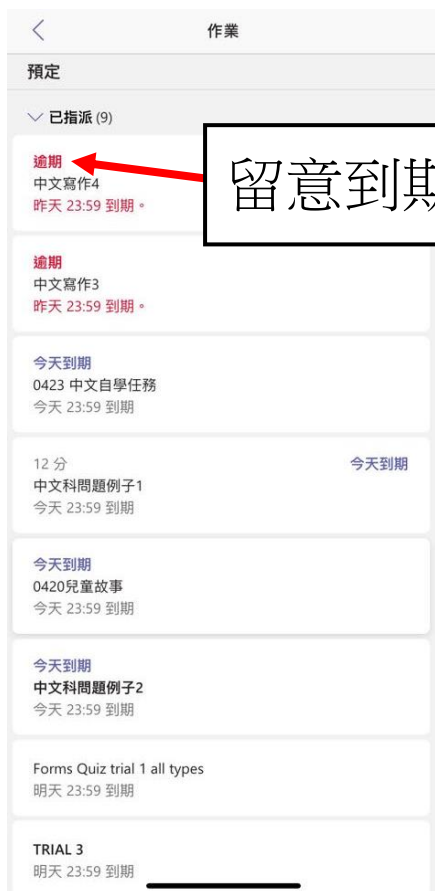 作業
預定
已指派 (9)
逾期
中文寫作4
昨天 23:59 到期。
留意到
逾期
中文寫作3
昨天 23:59 到期。
今天到期
0423 中文自學任務
今天 23:59 到期
12 分
今天到期
中文科問題例子1
今天 23:59 到期
今天到期
0420兒童故事
今天 23:59 到期
今天到期
中文科問題例子2
今天 23:59 到期
Forms Quiz trial 1 all types
明天 23:59 到期
TRIAL 3
明天 23:59 到期